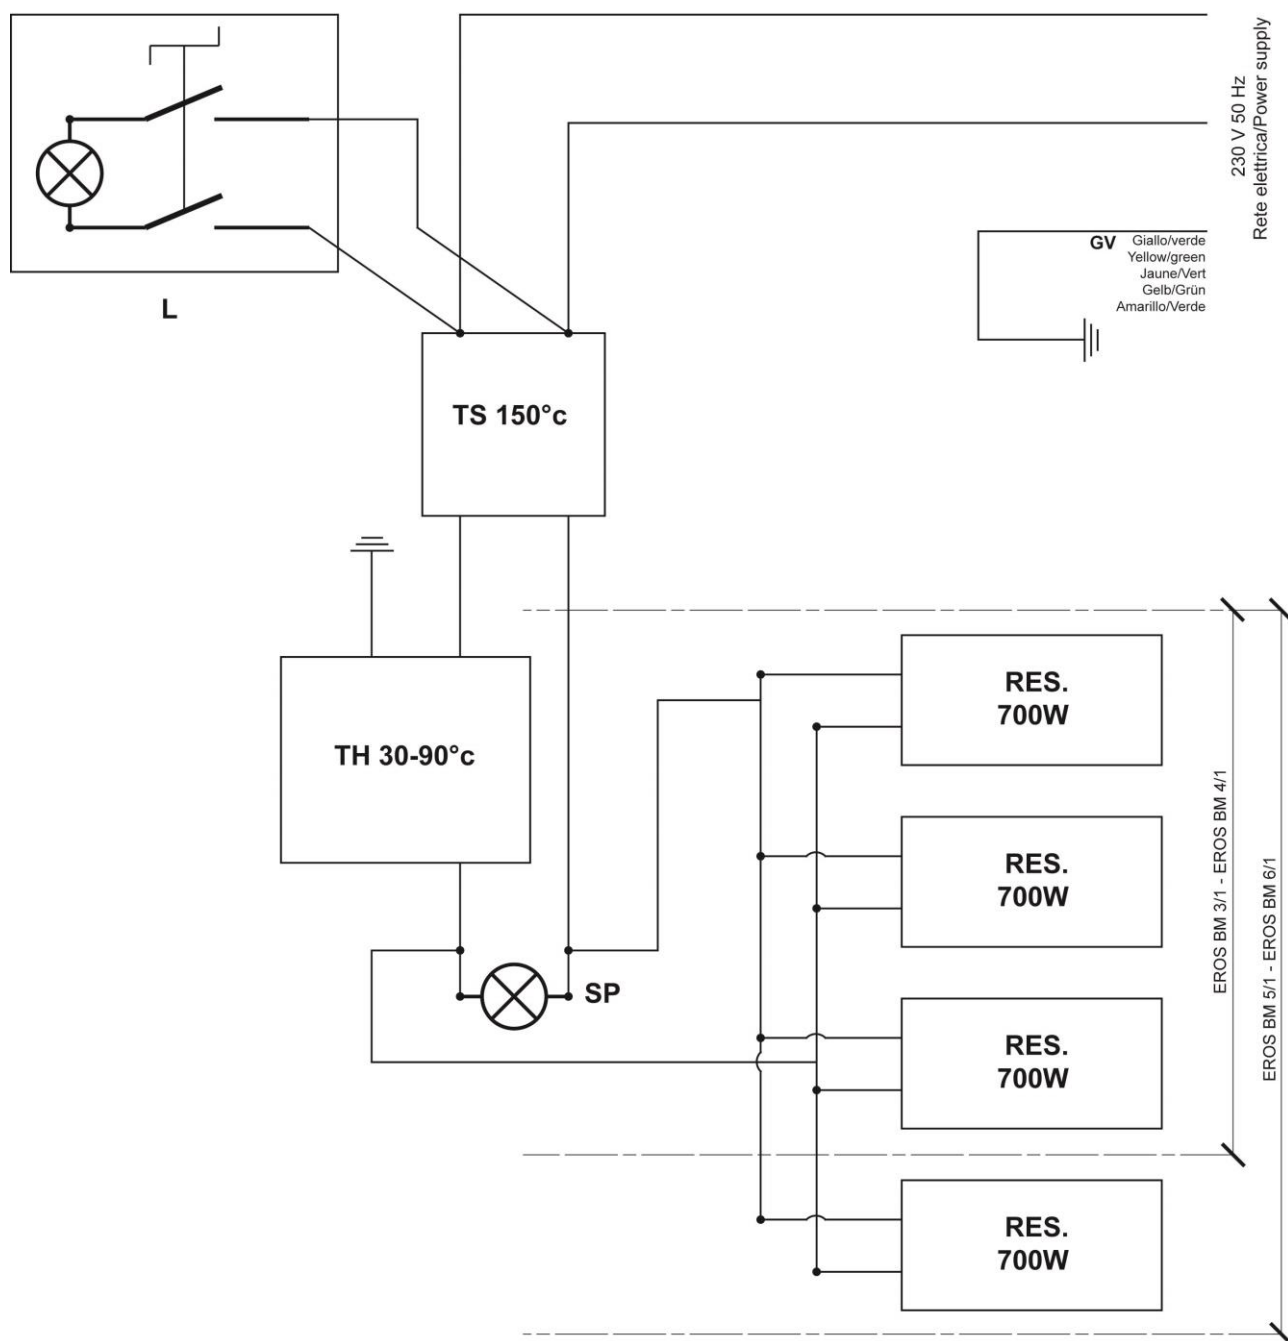 230 V 50 Hz
Rete elettrica/Power supply
GV Giallo/verde
Yellow/green
Jaune/Vert
Gelb/Grün
Amarillo/Verde
L
TS 150°c
TH 30-90°c
SP
RES.
700W
RES.
700W
RES.
700W
RES.
700W
EROS BM 3/1 - EROS BM 4/1
EROS BM 5/1 - EROS BM 6/1